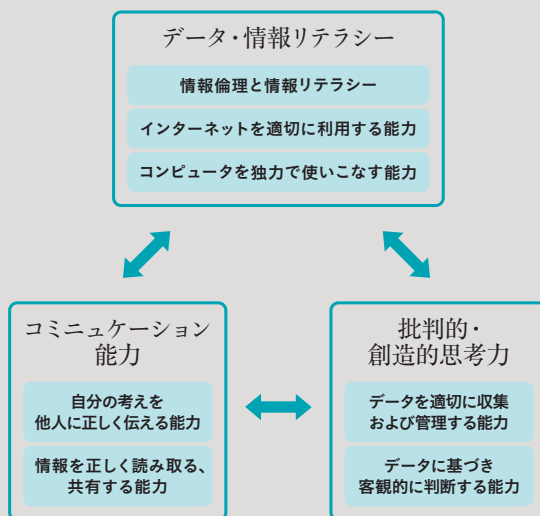 データ・情報リテラシー
情報倫理と情報リテラシー
インターネットを適切に利用する能力
コンピュータを独力で使いこなす能力
コミニュケーション
能力
自分の考えを
他人に正しく伝える能力
情報を正しく読み取る、
共有する能力
批判的・
創造的思考力
データを適切に収集
および管理する能力
データに基づき
客観的に判断する能力